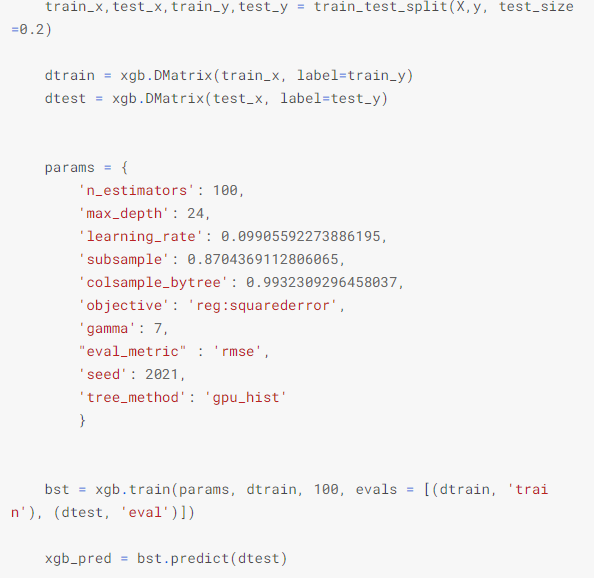 train_x,test_x,train_y,test_y = train_test_split(X,y, test_size
=0.2)
dtrain = xgb.DMatrix(train_x, label=train_y)
dtest = xgb.DMatrix(test_x, label=test_y)
params = {
'n_estimators': 100,
'max_depth': 24,
'learning_rate': 0.09905592273886195,
'subsample': 0.8704369112806065,
'colsample_bytree': 0.9932309296458037,
'objective': 'reg:squarederror',
'gamma': 7,
"eval_metric" : 'rmse',
'seed': 2021,
'tree_method': 'gpu_hist'
}
bst = xgb.train(params, dtrain, 100, evals = [(dtrain, 'trai
n'), (dtest, 'eval')])
xgb_pred = bst.predict(dtest)